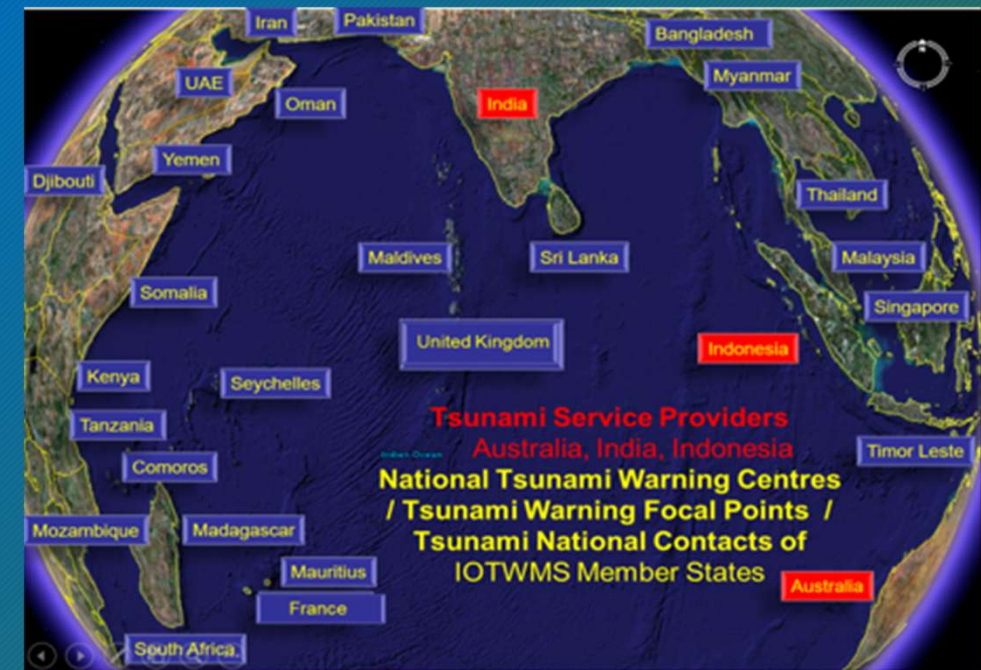 Iran
Pakistan
Bangladesh
UAE
Oman
India
Myanmar
Yemen
Djibouti
Thailand
Maldives
Sri Lanka
Malaysia
Somalia
Singapore
United Kingdom
Indonesia
Kenya
Seychelles
Tanzania
Tsunami Service Providers
Australia, India, Indonesia
Indian Ocean
Timor Leste
Comoros
National Tsunami Warning Centres
/ Tsunami Warning Focal Points /
Tsunami National Contacts of
IOTWMS Member States
Mozambique
Madagascar
Mauritius
Australia
France
South Africa